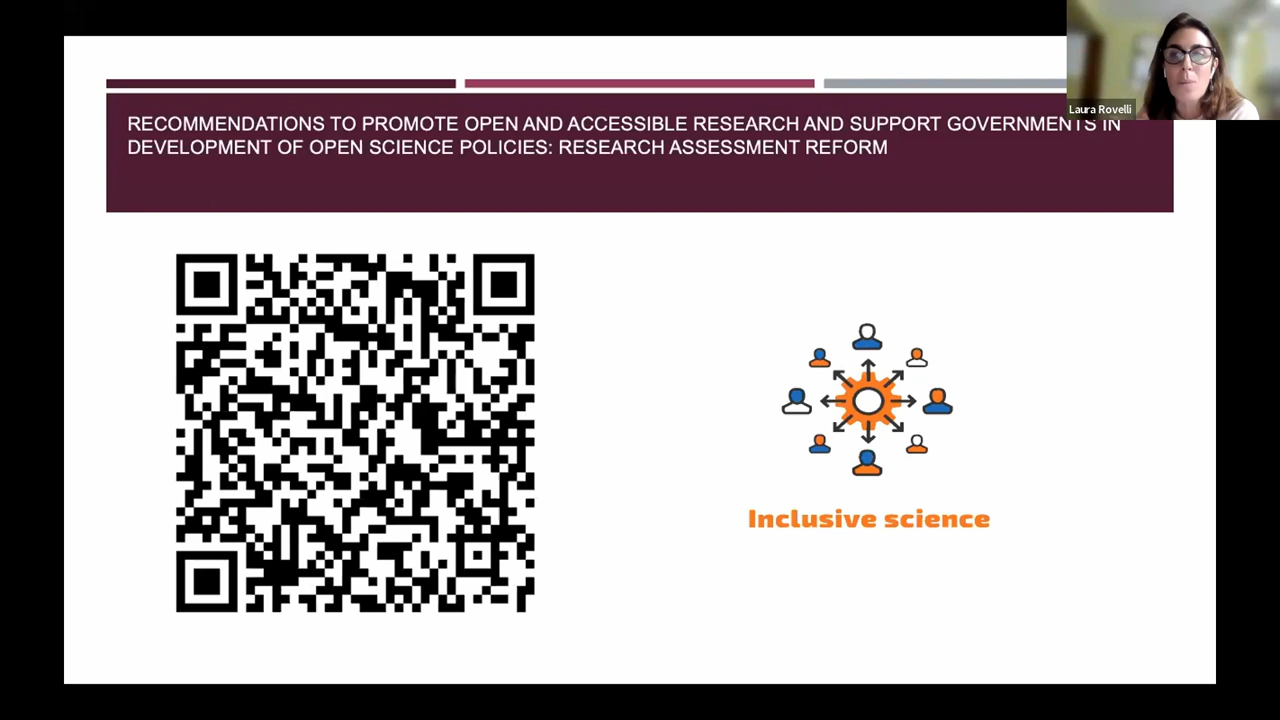 Laura Rovelli
RECOMMENDATIONS TO PROMOTE OPEN AND ACCESSIBLE RESEARCH AND SUPPORT GOVERNMENTS IN
DEVELOPMENT OF OPEN SCIENCE POLICIES: RESEARCH ASSESSMENT REFORM
Inclusive science